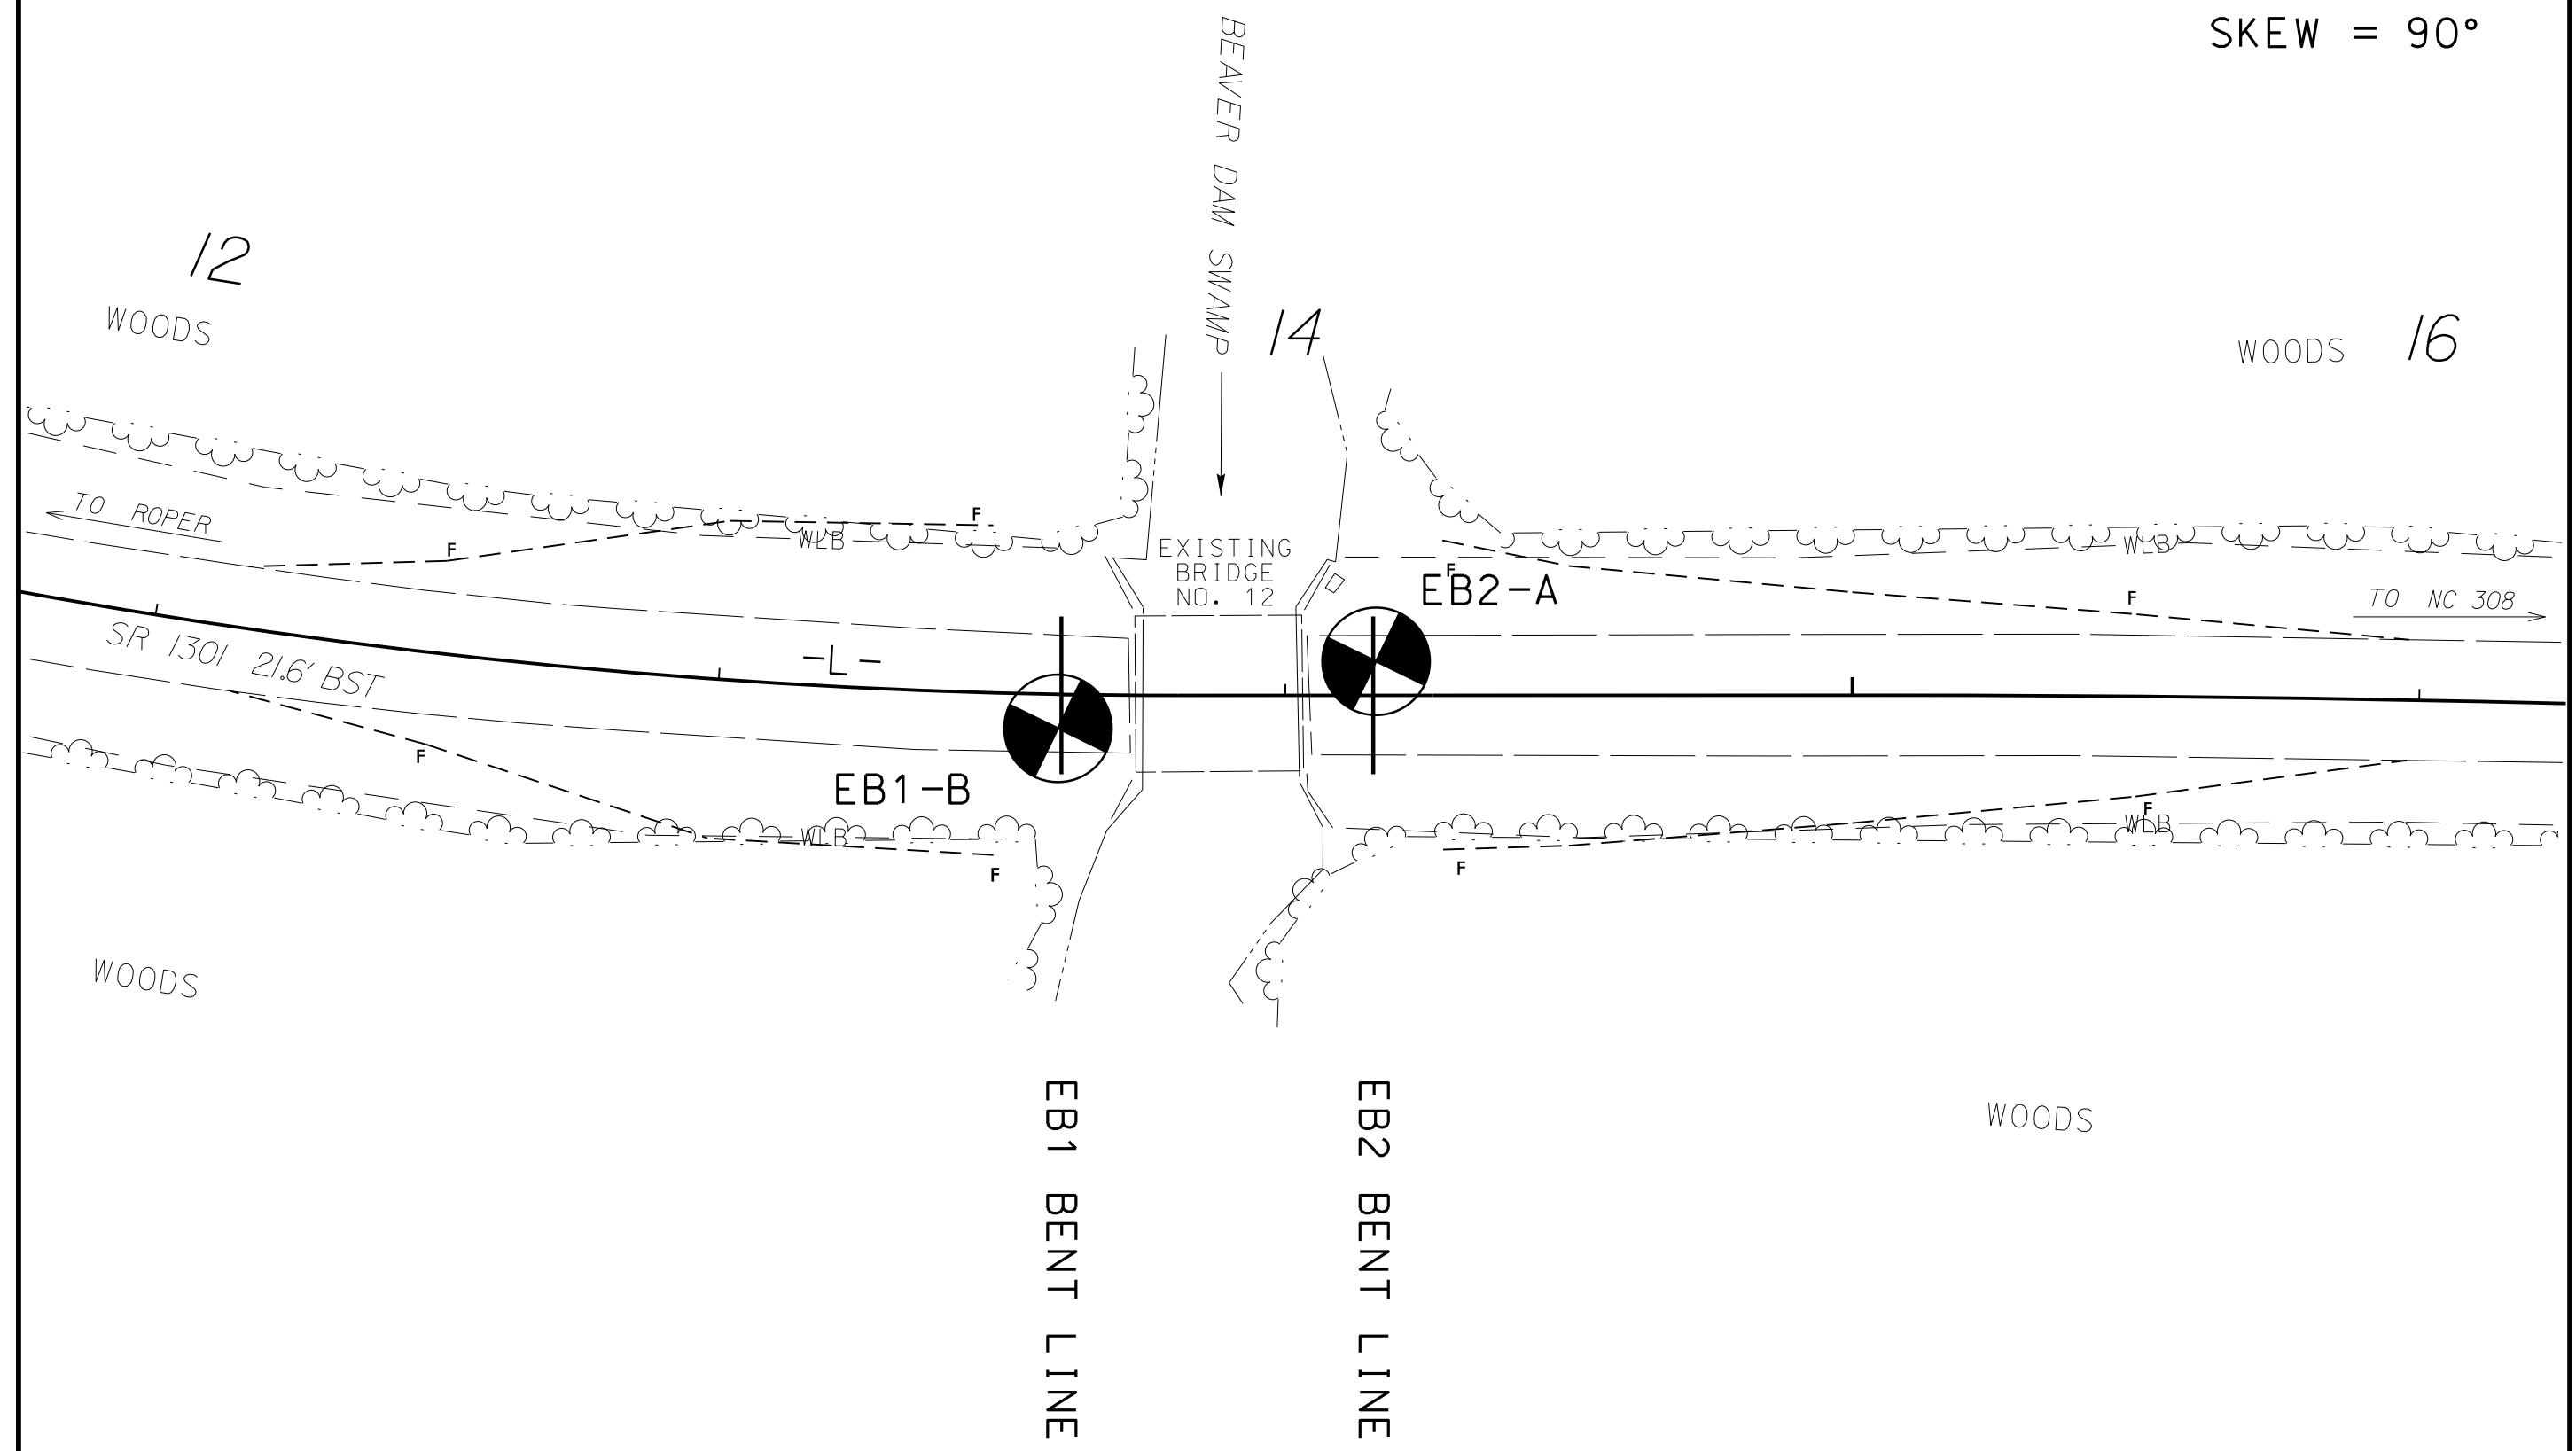 SKEW = 90°
BEAVER DAM SWAMP
12
WOODS
14
WOODS 16
TO ROPER
F
F
WLB
EXISTING
BRIDGE
NO. 12
F
EB2-A
WLB
F
TO NC 308
SR 1301 21.6' BST
-L-
F
EB1-B
WLB
F
F
F
WLB
WOODS
WOODS
EB1 BENT LINE
EB2 BENT LINE